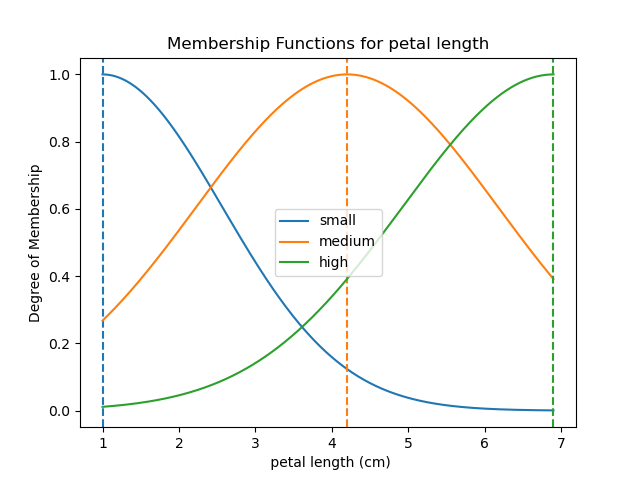 Membership Functions for petal length
Degree of Membership
1.0
0.8
0.6
0.4
0.2
0.0
small
medium
high
1 2 3 4 5 6 7
petal length (cm)